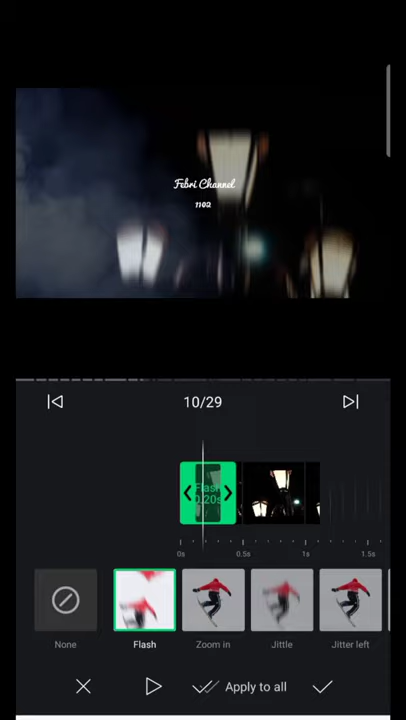 Febri Channel
1102
10/29
Flash
0.20s
0s
0.5s
1s
1.5s
None
Flash
Zoom in
Jittle
Jitter left
Apply to all